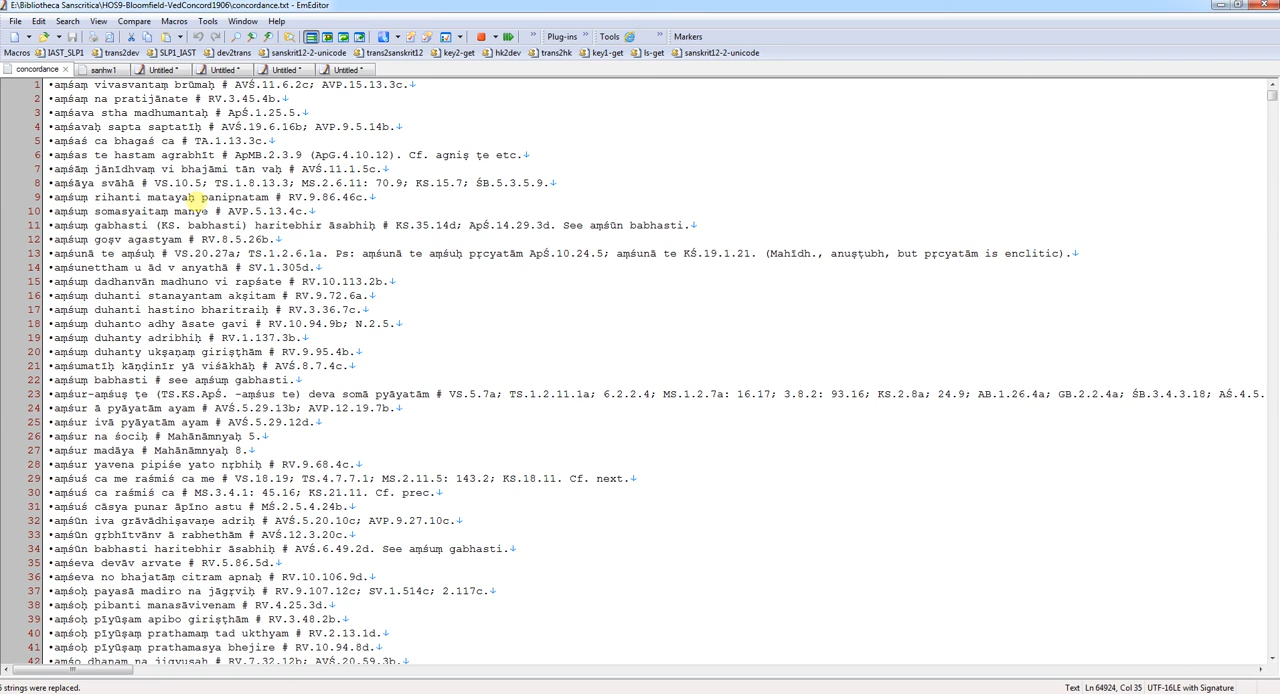 E:\Bibliotheca Sanscritica\HOS9-Bloomfield-VedConcord1906\concordance.txt - EmEditor
File Edit Search View Compare Macros Tools Window Help
» Plug-ins » Tools » Markers
Macros IAST_SLP1 trans2dev SLP1_IAST dev2trans sanskrit12-2-unicode trans2sanskrit12 key2-get hk2dev trans2hk key1-get ls-get sanskrit12-2-unicode
concordance sanhw1 Untitled * Untitled * Untitled * Untitled *
1 •aṃśaṃ vivasvantaṃ brūmaḥ # AVŚ.11.6.2c; AVP.15.13.3c.↓
2 •aṃśaṃ na pratijānate # RV.3.45.4b.↓
3 •aṃśava stha madhumantaḥ # ApŚ.1.25.5.↓
4 •aṃśavaḥ sapta saptatīḥ # AVŚ.19.6.16b; AVP.9.5.14b.↓
5 •aṃśaś ca bhagaś ca # TA.1.13.3c.↓
6 •aṃśas te hastam agrabhīt # ApMB.2.3.9 (ApG.4.10.12). Cf. agniṣ ṭe etc.↓
7 •aṃśāṃ jānīdhvaṃ vi bhajāmi tān vaḥ # AVŚ.11.1.5c.↓
8 •aṃśāya svāhā # VS.10.5; TS.1.8.13.3; MS.2.6.11: 70.9; KS.15.7; ŚB.5.3.5.9.↓
9 •aṃśuṃ rihanti matayaḥ panipnatam # RV.9.86.46c.↓
10 •aṃśuṃ somasyaitaṃ manye # AVP.5.13.4c.↓
11 •aṃśuṃ gabhasti (KS. babhasti) haritebhir āsabhiḥ # KS.35.14d; ApŚ.14.29.3d. See aṃśūn babhasti.↓
12 •aṃśuṃ goṣv agastyam # RV.8.5.26b.↓
13 •aṃśunā te aṃśuḥ # VS.20.27a; TS.1.2.6.1a. Ps: aṃśunā te aṃśuḥ pṛcyatām ApŚ.10.24.5; aṃśunā te KŚ.19.1.21. (Mahīdh., anuṣṭubh, but pṛcyatām is enclitic).↓
14 •aṃśunettham u ād v anyathā # SV.1.305d.↓
15 •aṃśuṃ dadhanvān madhuno vi rapśate # RV.10.113.2b.↓
16 •aṃśuṃ duhanti stanayantam akṣitam # RV.9.72.6a.↓
17 •aṃśuṃ duhanti hastino bharitraiḥ # RV.3.36.7c.↓
18 •aṃśuṃ duhanto adhy āsate gavi # RV.10.94.9b; N.2.5.↓
19 •aṃśuṃ duhanty adribhiḥ # RV.1.137.3b.↓
20 •aṃśuṃ duhanty ukṣaṇaṃ giriṣṭhām # RV.9.95.4b.↓
21 •aṃśumatīḥ kāṇḍinīr yā viśākhāḥ # AVŚ.8.7.4c.↓
22 •aṃśuṃ babhasti # see aṃśuṃ gabhasti.↓
23 •aṃśur-aṃśuṣ ṭe (TS.KS.ApŚ. -aṃśus te) deva somā pyāyatām # VS.5.7a; TS.1.2.11.1a; 6.2.2.4; MS.1.2.7a: 16.17; 3.8.2: 93.16; KS.2.8a; 24.9; AB.1.26.4a; GB.2.2.4a; ŚB.3.4.3.18; AŚ.4.5.
24 •aṃśur ā pyāyatām ayam # AVŚ.5.29.13b; AVP.12.19.7b.↓
25 •aṃśur ivā pyāyatām ayam # AVŚ.5.29.12d.↓
26 •aṃśur na śociḥ # Mahānāmnyaḥ 5.↓
27 •aṃśur madāya # Mahānāmnyaḥ 8.↓
28 •aṃśur yavena pipiśe yato nṛbhiḥ # RV.9.68.4c.↓
29 •aṃśuś ca me raśmiś ca me # VS.18.19; TS.4.7.7.1; MS.2.11.5: 143.2; KS.18.11. Cf. next.↓
30 •aṃśuś ca raśmiś ca # MS.3.4.1: 45.16; KS.21.11. Cf. prec.↓
31 •aṃśuś cāsya punar āpīno astu # MŚ.2.5.4.24b.↓
32 •aṃśūn iva grāvādhiṣavaṇe adriḥ # AVŚ.5.20.10c; AVP.9.27.10c.↓
33 •aṃśūn gṛbhītvānv ā rabhethām # AVŚ.12.3.20c.↓
34 •aṃśūn babhasti haritebhir āsabhiḥ # AVŚ.6.49.2d. See aṃśuṃ gabhasti.↓
35 •aṃśeva devāv arvate # RV.5.86.5d.↓
36 •aṃśeva no bhajataṃ citram apnaḥ # RV.10.106.9d.↓
37 •aṃśoḥ payasā madiro na jāgṛviḥ # RV.9.107.12c; SV.1.514c; 2.117c.↓
38 •aṃśoḥ pibanti manasāvivenam # RV.4.25.3d.↓
39 •aṃśoḥ pīyūṣam apibo giriṣṭhām # RV.3.48.2b.↓
40 •aṃśoḥ pīyūṣaṃ prathamaṃ tad ukthyam # RV.2.13.1d.↓
41 •aṃśoḥ pīyūṣaṃ prathamasya bhejire # RV.10.94.8d.↓
42 •aṃśo dhanaṃ na jigyuṣaḥ # RV.7.32.12b; AVŚ.20.59.3b.↓
strings were replaced.
Text Ln 64924, Col 35 UTF-16LE with Signature